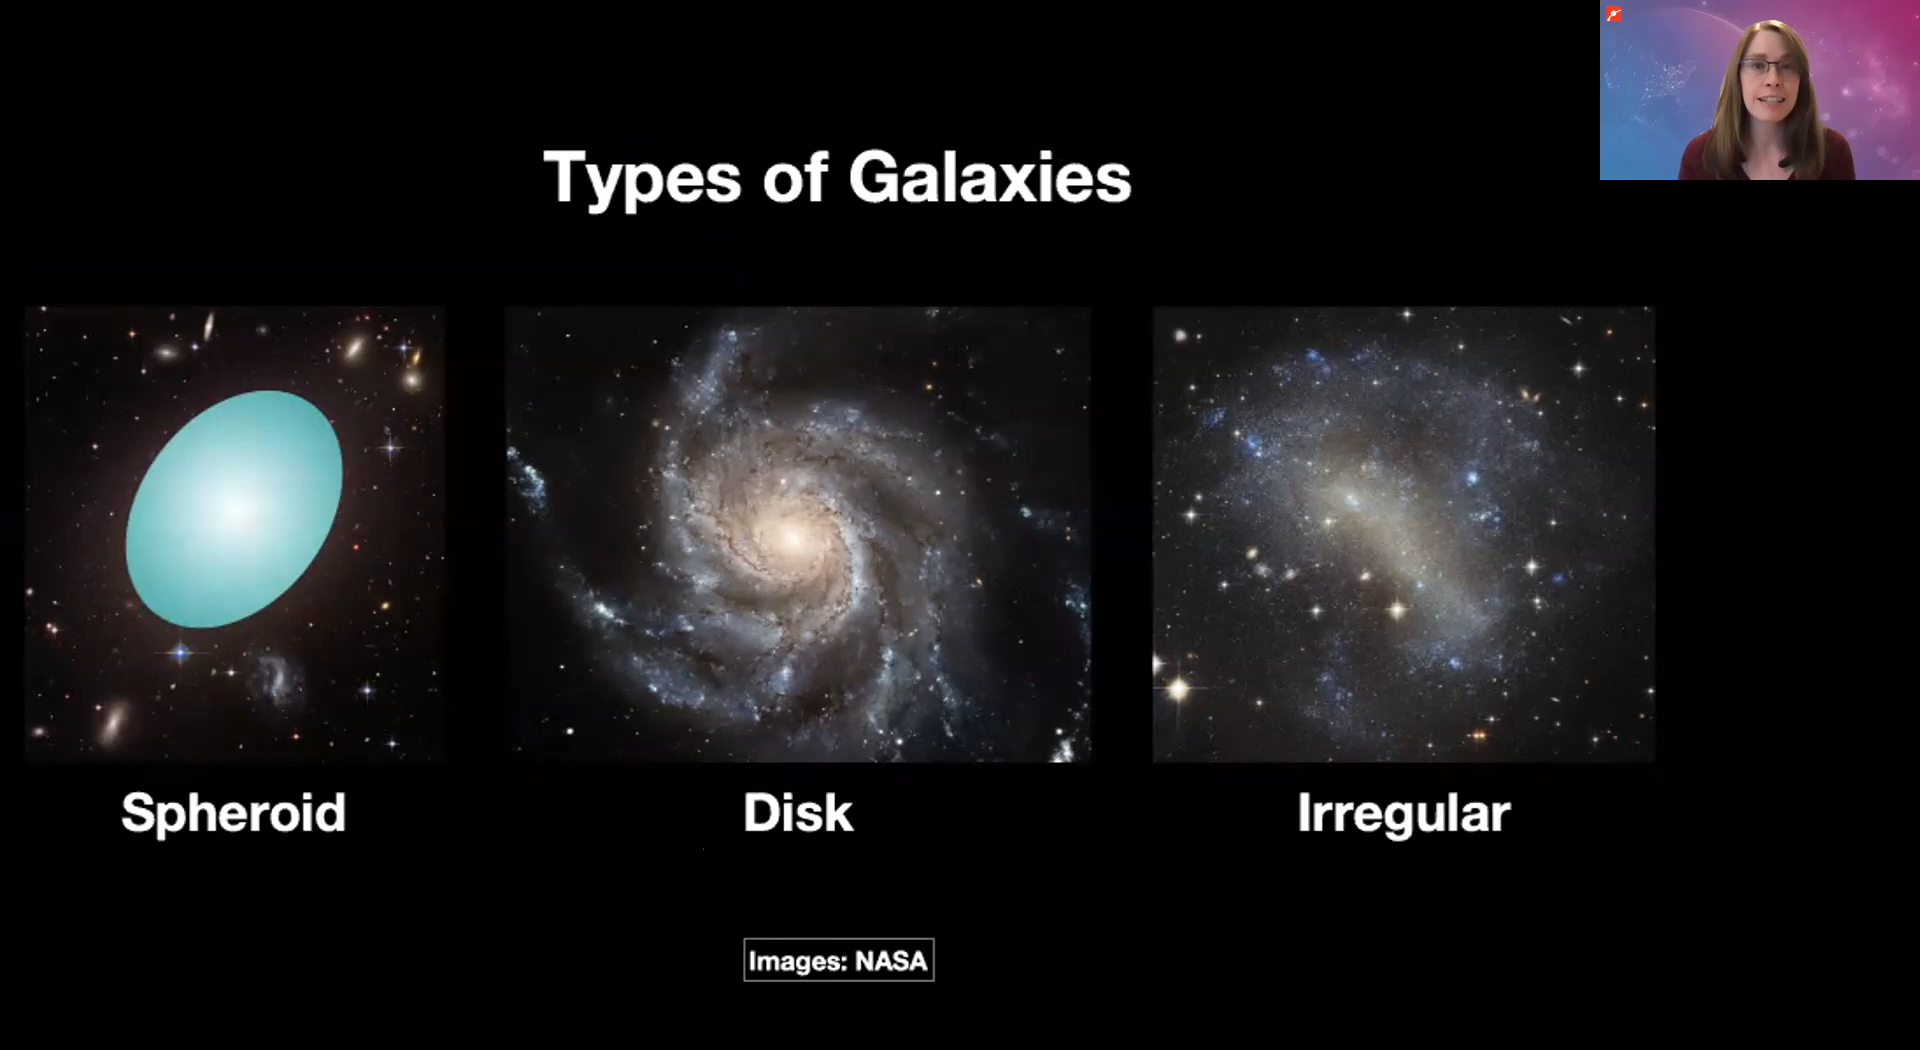 Types of Galaxies
Spheroid
Disk
Irregular
Images: NASA